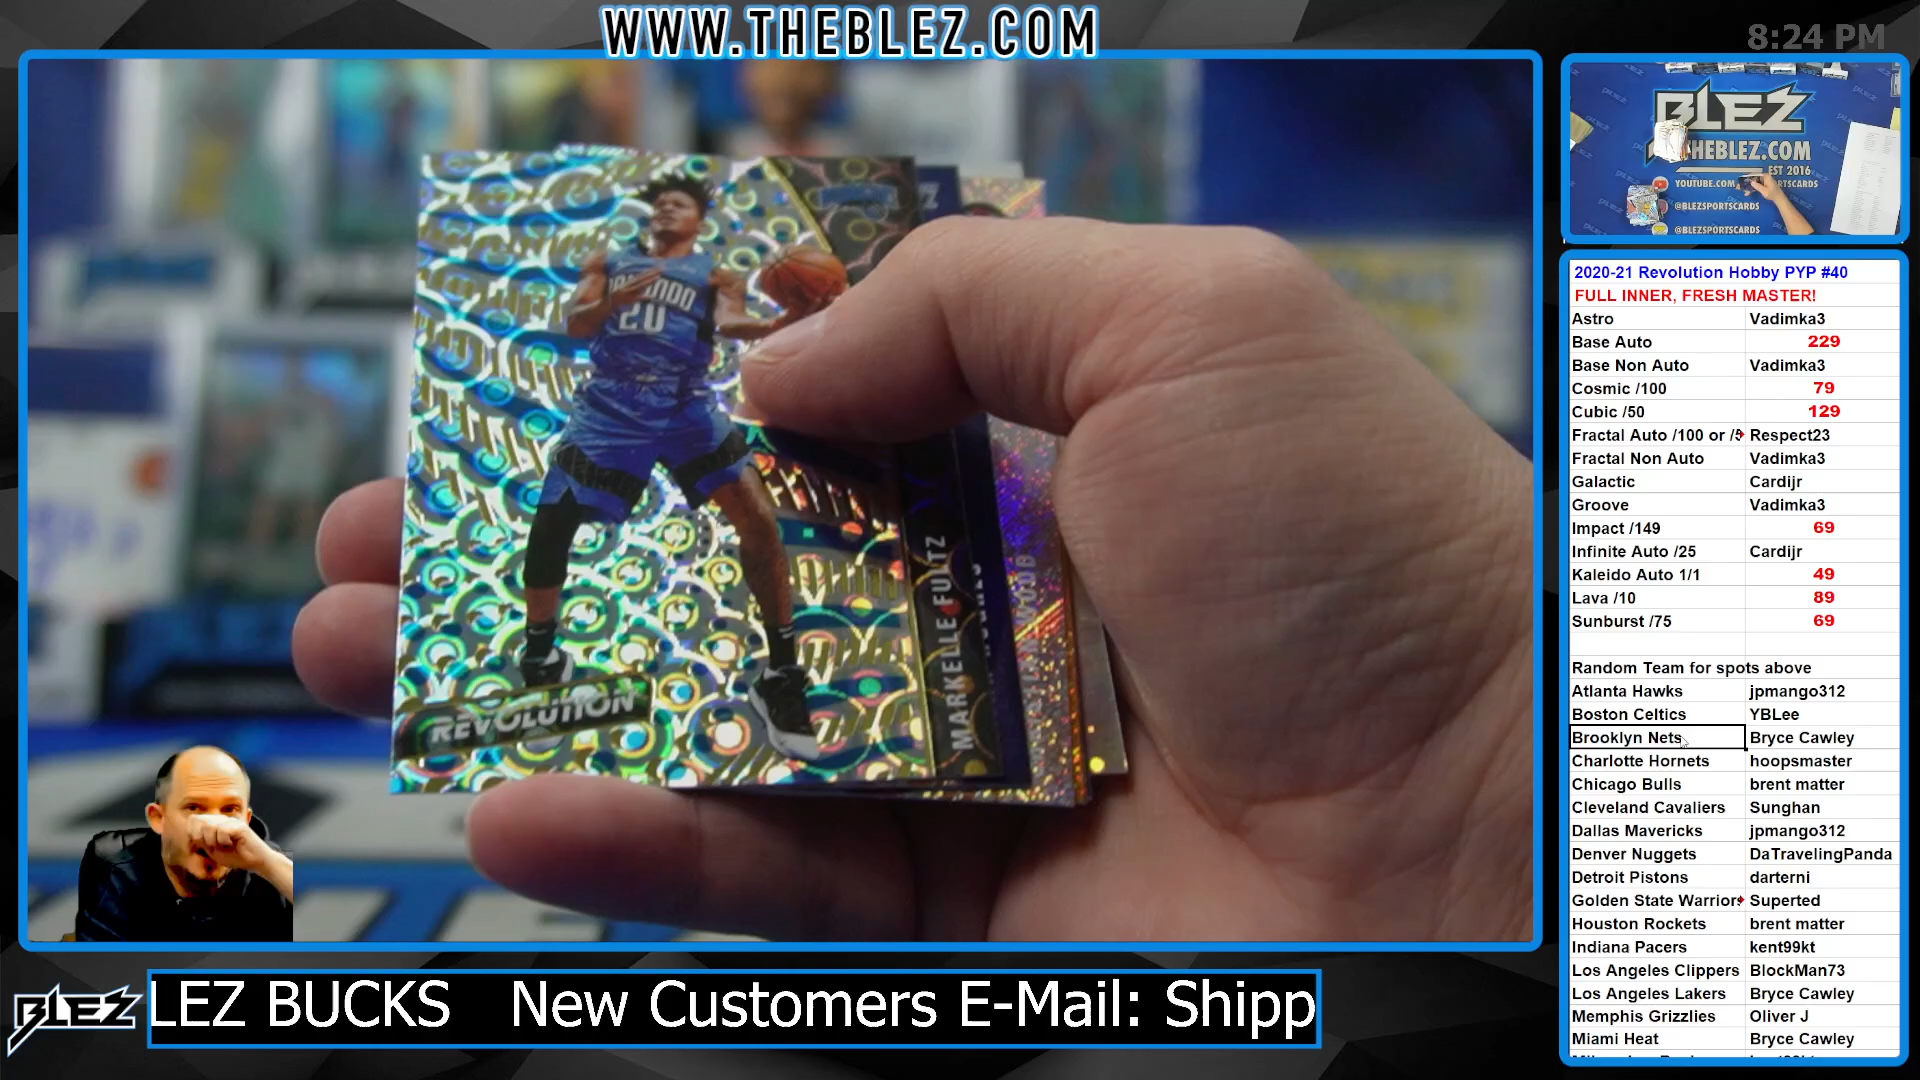 WWW.THEBLEZ.COM
8:24 PM
BLEZ
THEBLEZ.COM
EST 2016
YOUTUBE.COM
RTSCARDS
@BLEZSPORTSCARDS
@BLEZSPORTSCARDS
20
MARKELLE FULTZ
REVOLUTION
2020-21 Revolution Hobby PYP #40
FULL INNER, FRESH MASTER!
Astro Vadimka3
Base Auto 229
Base Non Auto Vadimka3
Cosmic /100 79
Cubic /50 129
Fractal Auto /100 or /5 Respect23
Fractal Non Auto Vadimka3
Galactic Cardijr
Groove Vadimka3
Impact /149 69
Infinite Auto /25 Cardijr
Kaleido Auto 1/1 49
Lava /10 89
Sunburst /75 69
Random Team for spots above
Atlanta Hawks jpmango312
Boston Celtics YBLee
Brooklyn Nets Bryce Cawley
Charlotte Hornets hoopsmaster
Chicago Bulls brent matter
Cleveland Cavaliers Sunghan
Dallas Mavericks jpmango312
Denver Nuggets DaTravelingPanda
Detroit Pistons darterni
Golden State Warriors Superted
Houston Rockets brent matter
Indiana Pacers kent99kt
Los Angeles Clippers BlockMan73
Los Angeles Lakers Bryce Cawley
Memphis Grizzlies Oliver J
Miami Heat Bryce Cawley
BLEZ
LEZ BUCKS New Customers E-Mail: Shipp